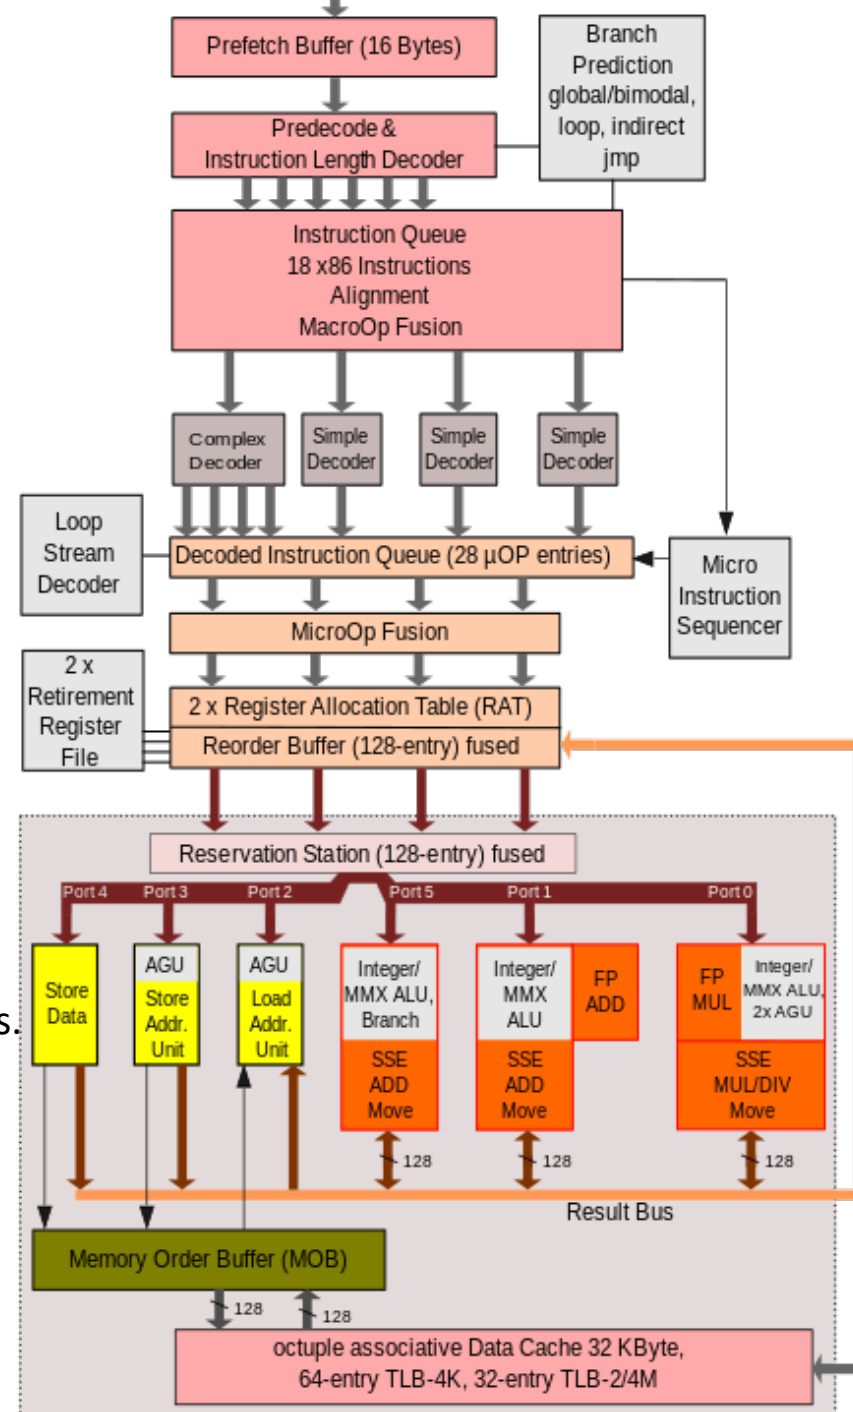 Prefetch Buffer (16 Bytes)
Branch
Prediction
global/bimodal,
loop, indirect
jmp
Predecode &
Instruction Length Decoder
Instruction Queue
18 x86 Instructions
Alignment
MacroOp Fusion
Complex
Decoder
Simple
Decoder
Simple
Decoder
Simple
Decoder
Loop
Stream
Decoder
Decoded Instruction Queue (28 µOP entries)
Micro
Instruction
Sequencer
MicroOp Fusion
2 x
Retirement
Register
File
2 x Register Allocation Table (RAT)
Reorder Buffer (128-entry) fused
Reservation Station (128-entry) fused
Port 4
Port 3
Port 2
Port 5
Port 1
Port 0
s.
Store
Data
AGU
Store
Addr.
Unit
AGU
Load
Addr.
Unit
Integer/
MMX ALU,
Branch
SSE
ADD
Move
Integer/
MMX
ALU
FP
ADD
SSE
ADD
Move
FP
MUL
Integer/
MMX ALU,
2x AGU
SSE
MUL/DIV
Move
128
128
128
Result Bus
Memory Order Buffer (MOB)
128
128
octuple associative Data Cache 32 KByte,
64-entry TLB-4K, 32-entry TLB-2/4M